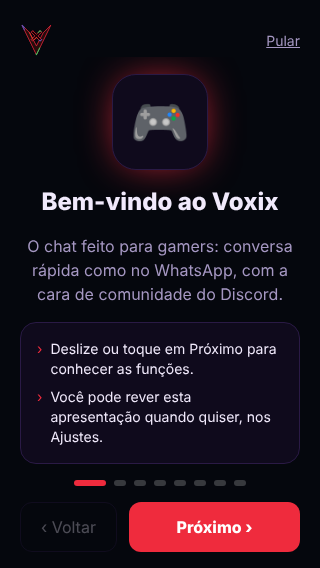 Pular
Bem-vindo ao Voxix
O chat feito para gamers: conversa
rápida como no WhatsApp, com a
cara de comunidade do Discord.
› Deslize ou toque em Próximo para
conhecer as funções.
› Você pode rever esta
apresentação quando quiser, nos
Ajustes.
‹ Voltar
Próximo ›